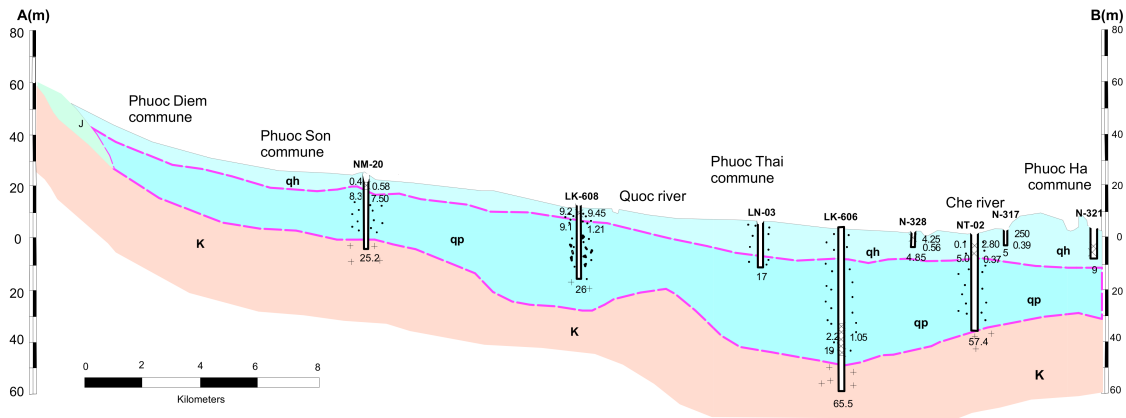 A(m)
B(m)
80
60
40
20
0
20
40
60
80
60
40
20
0
20
40
60
Phuoc Diem
commune
Phuoc Son
commune
Quoc river
Phuoc Thai
commune
Che river
Phuoc Ha
commune
J
qh
K
qp
K
qh
qp
qh
qp
K
NM-20
0.4 0.58
8.3 7.50
25.2
LK-608
9.2 9.45
9.1 1.21
26
LN-03
17
LK-606
2.2 1.05
19
65.5
N-328
4.25
0.56
4.85
NT-02
0.1 2.80
5.0 0.37
57.4
N-317
250
0.39
5
N-321
9
0 2 4 6 8
Kilometers